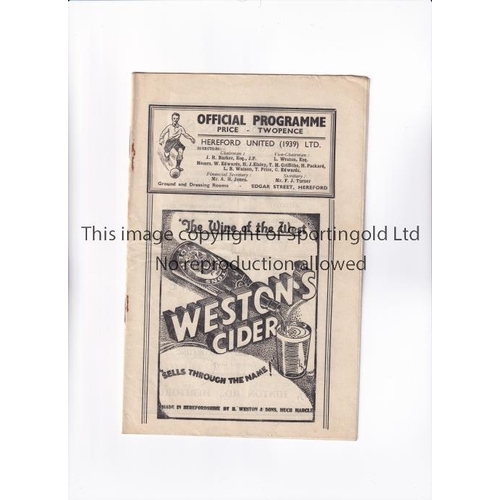 OFFICIAL PROGRAMME
PRICE - TWOPENCE
HEREFORD UNITED (1939) LTD.
DIRECTORS:
Chairman: Vice-Chairman:
J. R. Barker, Esq., J.P. L. Weston, Esq.
Messrs. W. Edwards, H. J. Elsley, T. M. Griffiths, H. Packard,
L. B. Watson, T. Price, C. Edwards.
Financial Secretary: Secretary:
Mr. A. G. Jones. Mr. F. J. Turner
Ground and Dressing Rooms - EDGAR STREET, HEREFORD
"The Wine of the West
This image copyright of Sportingold Ltd
No reproduction allowed
WESTON'S
CIDER
"SELLS THROUGH THE NAME!
MADE IN HEREFORDSHIRE BY H. WESTON & SONS, MUCH MARCLE